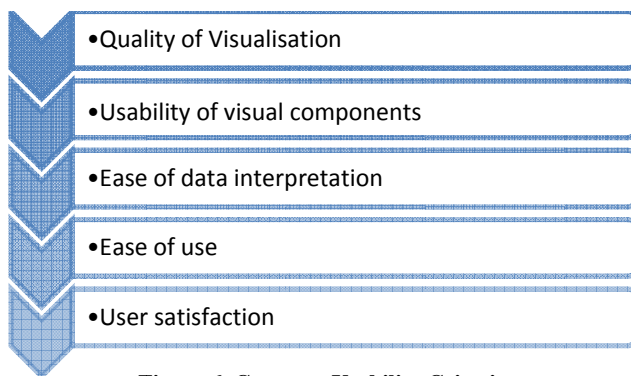 •Quality of Visualisation
•Usability of visual components
•Ease of data interpretation
•Ease of use
•User satisfaction